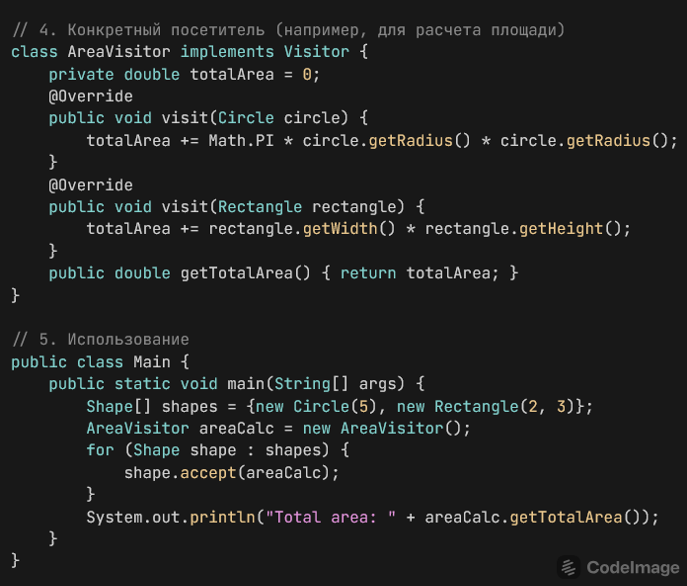 // 4. Конкретный посетитель (например, для расчета площади)
class AreaVisitor implements Visitor {
    private double totalArea = 0;
    @Override
    public void visit(Circle circle) {
        totalArea += Math.PI * circle.getRadius() * circle.getRadius();
    }
    @Override
    public void visit(Rectangle rectangle) {
        totalArea += rectangle.getWidth() * rectangle.getHeight();
    }
    public double getTotalArea() { return totalArea; }
}

// 5. Использование
public class Main {
    public static void main(String[] args) {
        Shape[] shapes = {new Circle(5), new Rectangle(2, 3)};
        AreaVisitor areaCalc = new AreaVisitor();
        for (Shape shape : shapes) {
            shape.accept(areaCalc);
        }
        System.out.println("Total area: " + areaCalc.getTotalArea());
    }
}
CodeImage